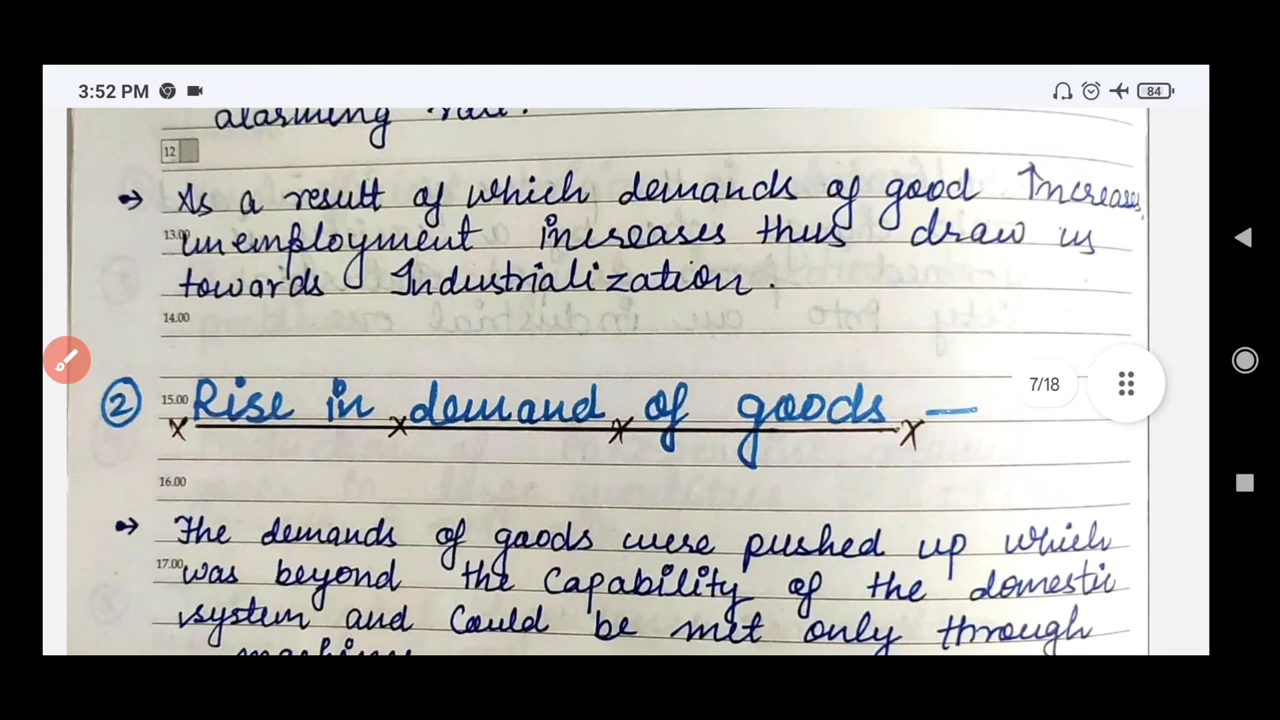 3:52 PM 84
alarming rate.
12
→ As a result of which demands of good ↑Increases,
13.00 unemployment increases thus draw us
towards Industrialization.
14.00
7/18
② 15.00 Rise in demand of goods —
16.00
→ The demands of goods were pushed up which
17.00 was beyond the capability of the domestic
system and Could be met only through
machines